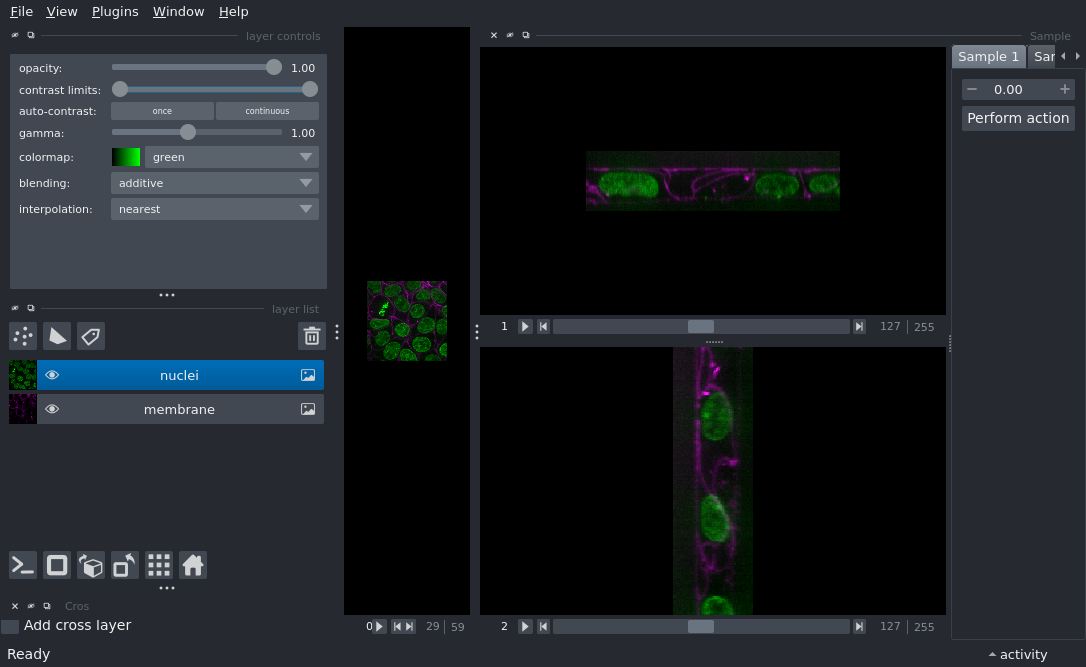 File View Plugins Window Help
layer controls
opacity: 1.00
contrast limits:
auto-contrast: once continuous
gamma: 1.00
colormap: green
blending: additive
interpolation: nearest
layer list
nuclei
membrane
Cros
Add cross layer
Ready
0 29 59
1 127 255
2 127 255
Sample
Sample 1 Sar
0.00
Perform action
activity